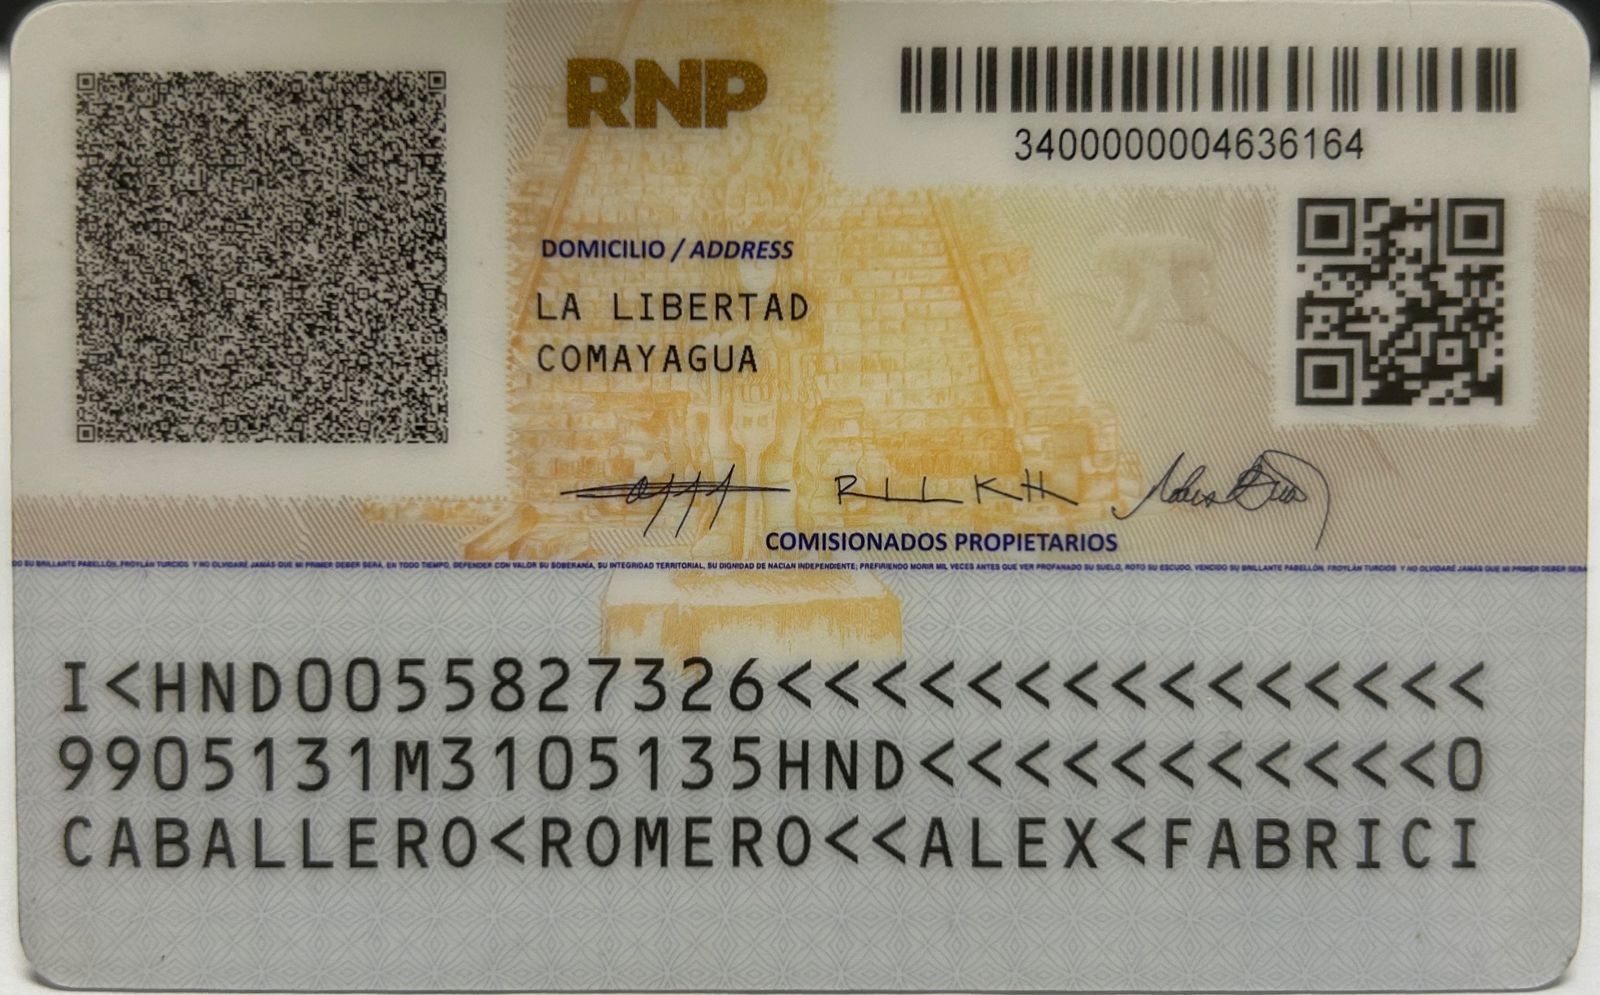 RNP
3400000004636164
DOMICILIO / ADDRESS
LA LIBERTAD
COMAYAGUA
COMISIONADOS PROPIETARIOS
DO SU BRILLANTE PABELLÓN. FROYLÁN TURCIOS Y NO OLVIDARÉ JAMÁS QUE MI PRIMER DEBER SERÁ, EN TODO TIEMPO, DEFENDER CON VALOR SU SOBERANÍA, SU INTEGRIDAD TERRITORIAL, SU DIGNIDAD DE NACIAN INDEPENDIENTE; PREFIRIENDO MORIR MIL VECES ANTES QUE VER PROFANADO SU SUELO, ROTO SU ESCUDO, VENCIDO SU BRILLANTE PABELLÓN. FROYLÁN TURCIOS Y NO OLVIDARÉ JAMÁS QUE MI PRIMER DEBER SERÁ
I<HND0055827326<<<<<<<<<<<<<<<
9905131M3105135HND<<<<<<<<<<<0
CABALLERO<ROMERO<<ALEX<FABRICI